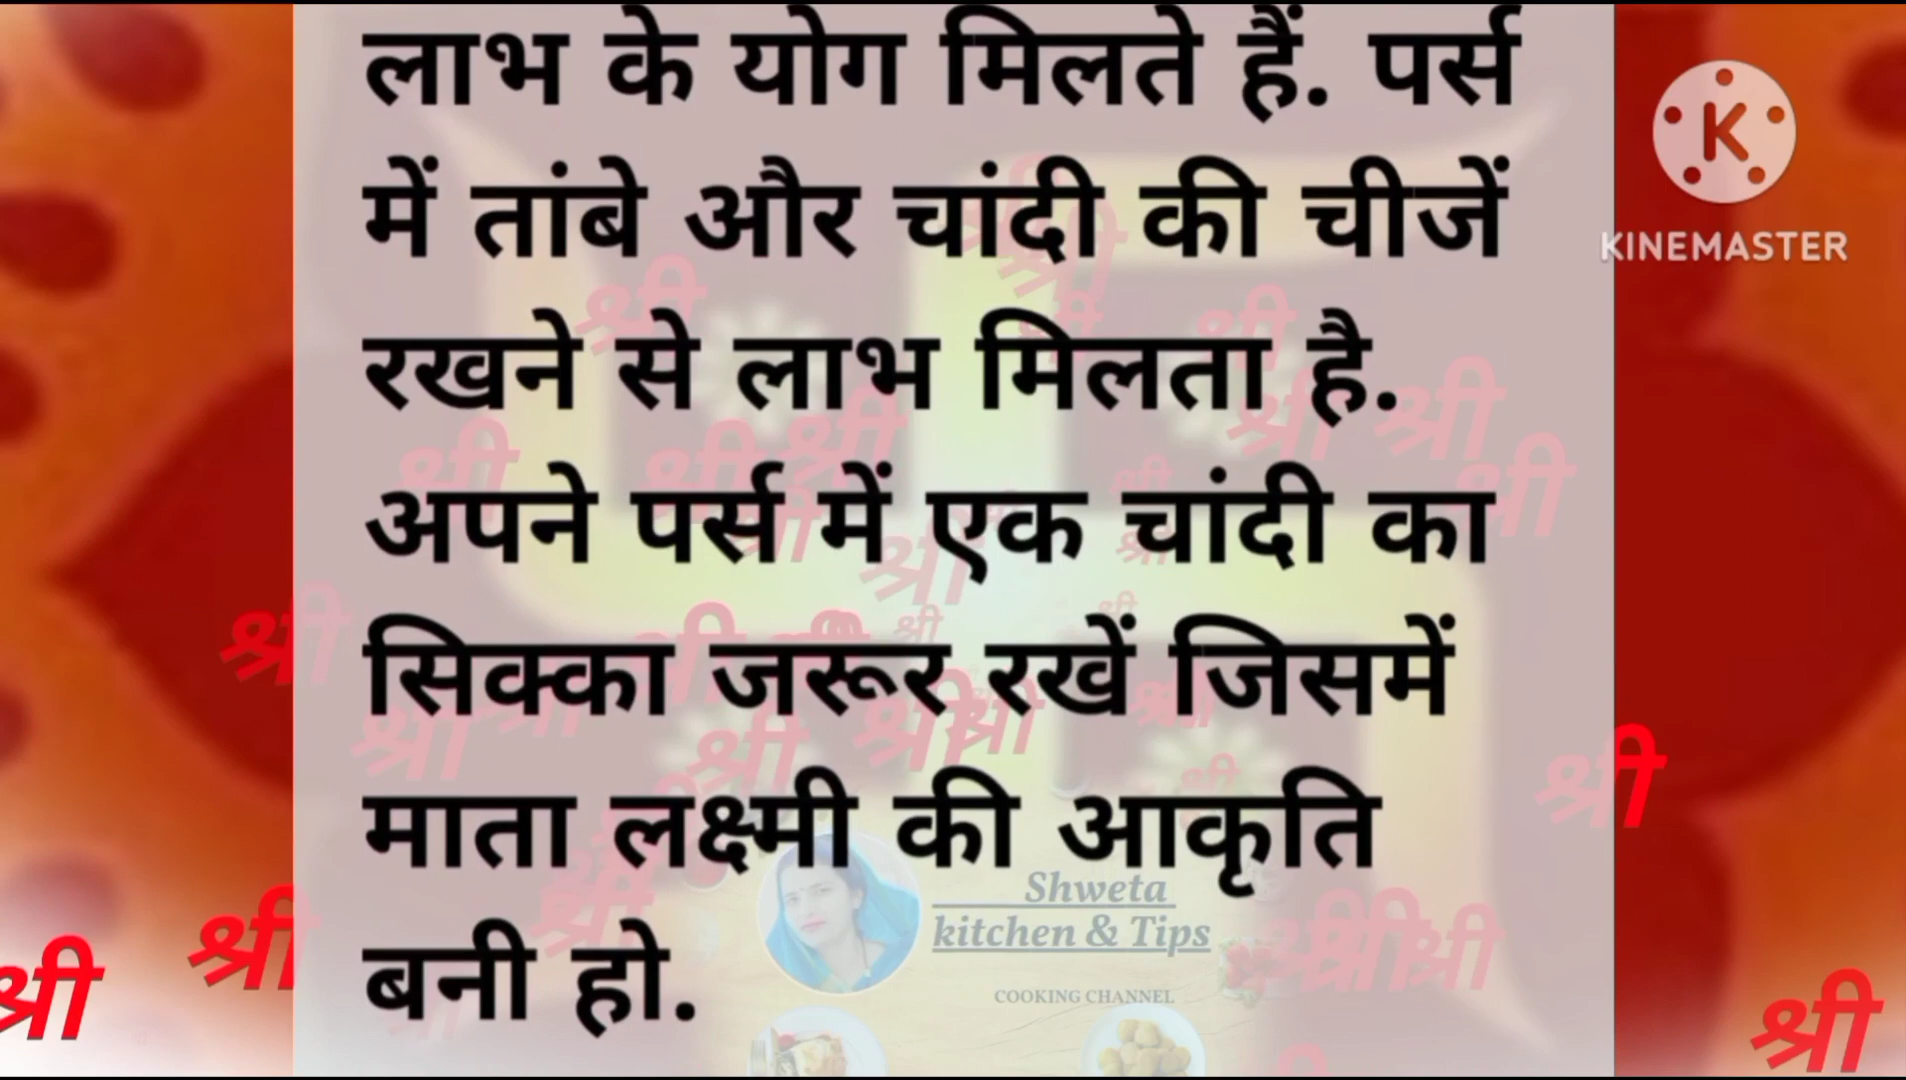 लाभ के योग मिलते हैं. पर्स
में तांबे और चांदी की चीजें
रखने से लाभ मिलता है.
अपने पर्स में एक चांदी का
सिक्का जरूर रखें जिसमें
माता लक्ष्मी की आकृति
बनी हो.
K
KINEMASTER
Shweta
kitchen & Tips
COOKING CHANNEL
श्री
श्री
श्री
श्री
श्री